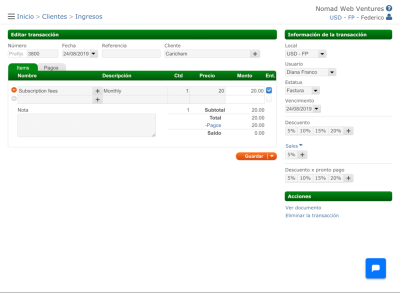 Nomad Web Ventures
Inicio > Clientes > Ingresos
USD - FP - Federico
Editar transacción
Número
Fecha
Referencia
Cliente
Prefijo 3800
24/08/2019
Canichem
Items
Pagos
Nombre
Descripción
Ctd
Precio
Monto
Ent.
Subscription fees
Monthly
1
20
20.00
Nota
1
Subtotal
20.00
Total
20.00
-Pagos
20.00
Saldo
0.00
Guardar
Información de la transacción
Local
USD - FP
Usuario
Diana Franco
Estatus
Factura
Vencimiento
24/08/2019
Descuento
5% 10% 15% 20%
Sales
5%
Descuento x pronto pago
5% 10% 15% 20%
Acciones
Ver documento
Eliminar la transacción